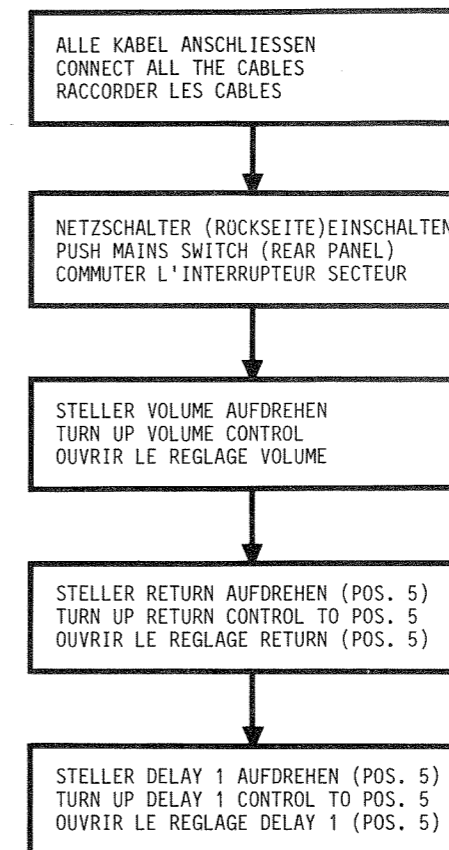 ALLE KABEL ANSCHLIESSEN
CONNECT ALL THE CABLES
RACCORDER LES CABLES
NETZSCHALTER (ROCKSEITE)EINSCHALTEN
PUSH MAINS SWITCH (REAR PANEL)
COMMUTER L'INTERRUPTEUR SECTEUR
STELLER VOLUME AUFDREHEN
TURN UP VOLUME CONTROL
OUVRIR LE REGLAGE VOLUME
STELLER RETURN AUFDREHEN (POS. 5)
TURN UP RETURN CONTROL TO POS. 5
OUVRIR LE REGLAGE RETURN (POS. 5)
STELLER DELAY 1 AUFDREHEN (POS. 5)
TURN UP DELAY 1 CONTROL TO POS. 5
OUVRIR LE REGLAGE DELAY 1 (POS. 5)